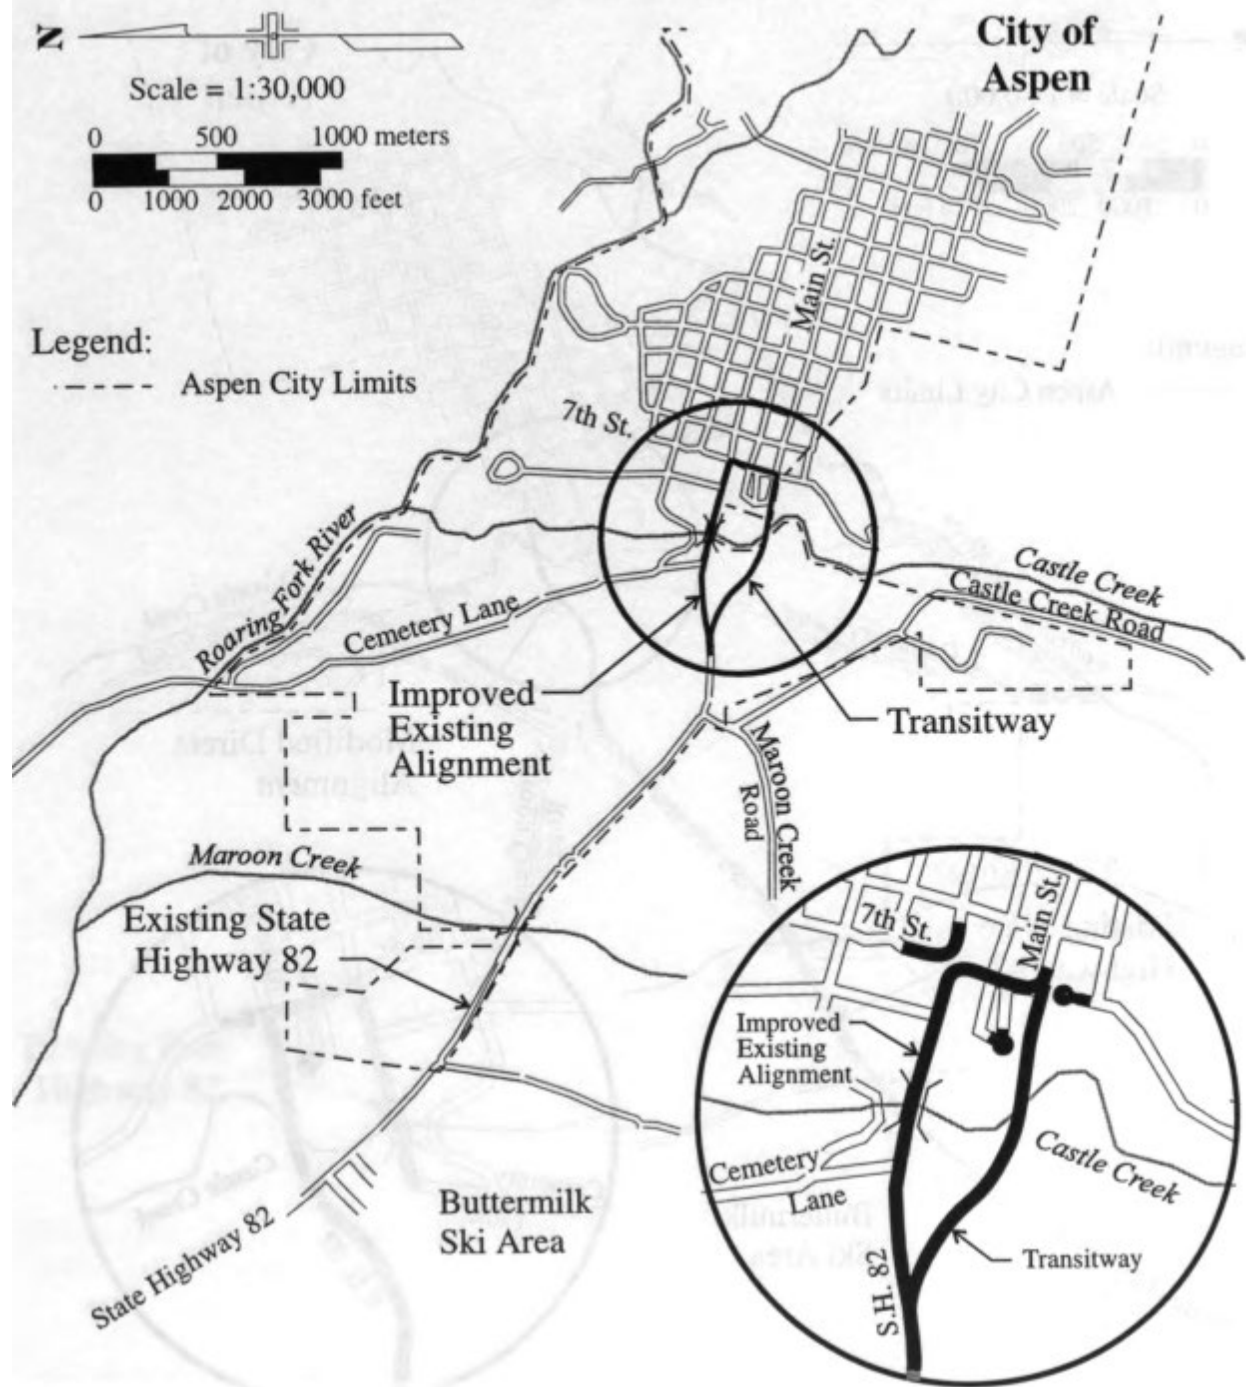 N
City of
Aspen
Scale = 1:30,000
0 500 1000 meters
0 1000 2000 3000 feet
Main St.
Legend:
Aspen City Limits
7th St.
Roaring Fork River
Cemetery Lane
Castle Creek
Castle Creek Road
Improved
Existing
Alignment
Transitway
Maroon Creek
Road
Maroon Creek
Existing State
Highway 82
Buttermilk
Ski Area
State Highway 82
7th St.
Main St.
Improved
Existing
Alignment
Cemetery
Lane
Castle Creek
Transitway
S.H. 82